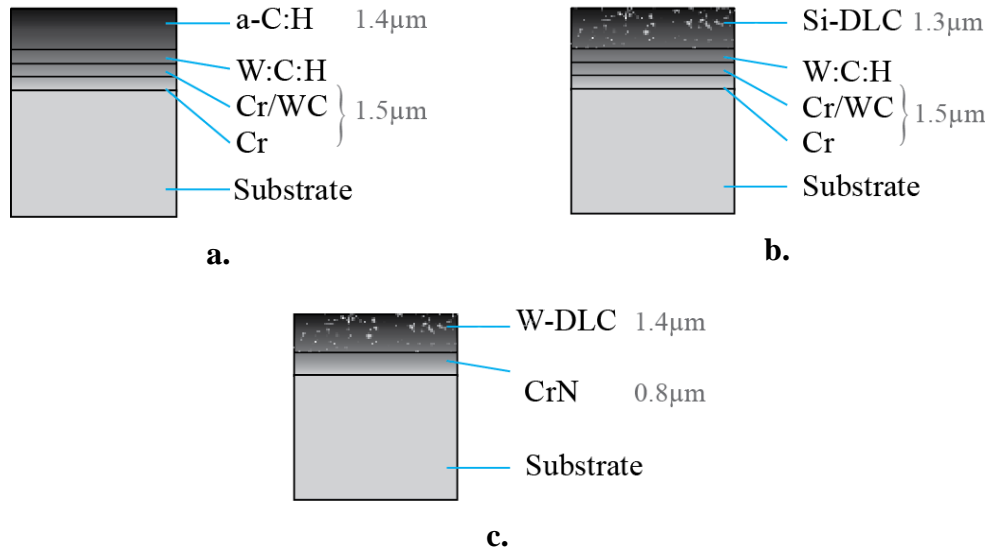 a-C:H 1.4µm
W:C:H
Cr/WC
1.5µm
Cr
Substrate
a.
Si-DLC 1.3µm
W:C:H
Cr/WC
1.5µm
Cr
Substrate
b.
W-DLC 1.4µm
CrN 0.8µm
Substrate
c.